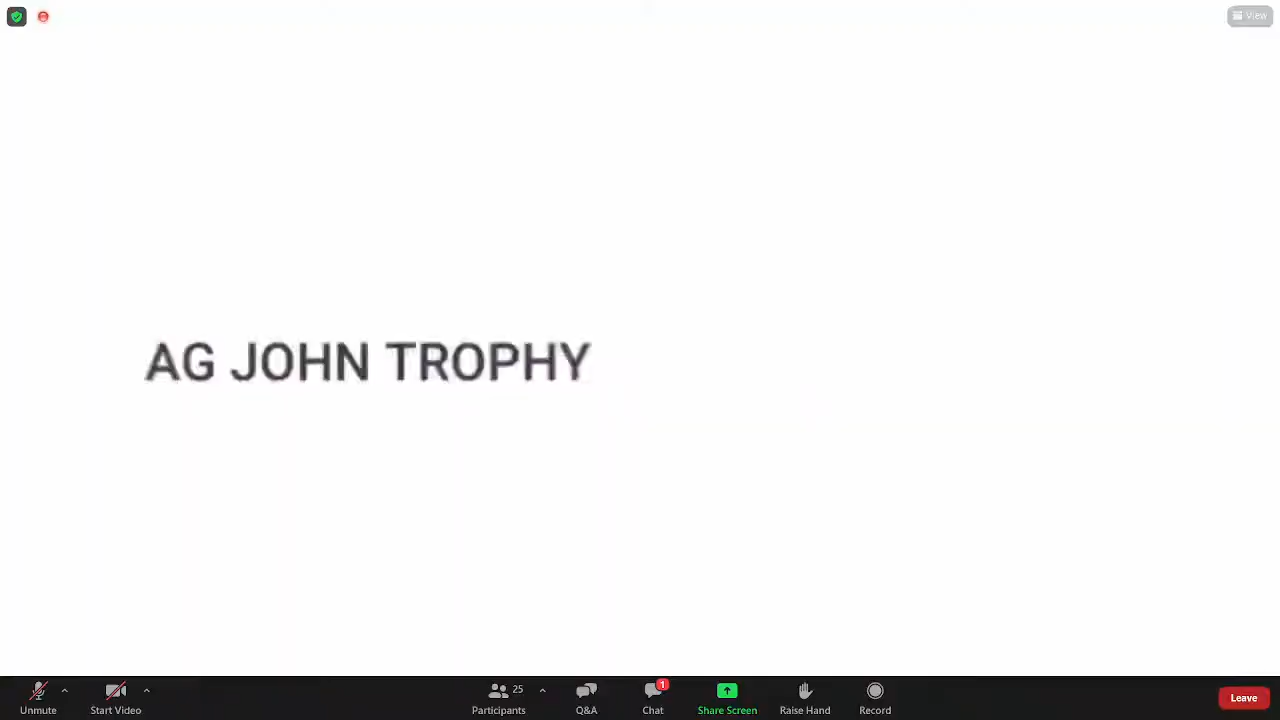 View
AG JOHN TROPHY
Unmute
Start Video
25
Participants
Q&A
1
Chat
Share Screen
Raise Hand
Record
Leave